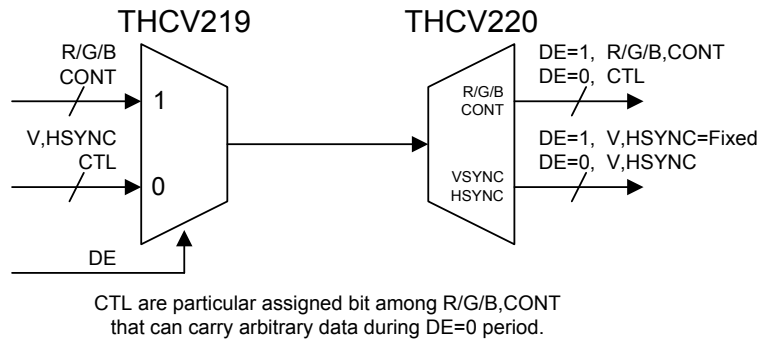 THCV219
THCV220
R/G/B
CONT
1
V,HSYNC
CTL
0
DE
R/G/B
CONT
VSYNC
HSYNC
DE=1, R/G/B,CONT
DE=0, CTL
DE=1, V,HSYNC=Fixed
DE=0, V,HSYNC
CTL are particular assigned bit among R/G/B,CONT
that can carry arbitrary data during DE=0 period.